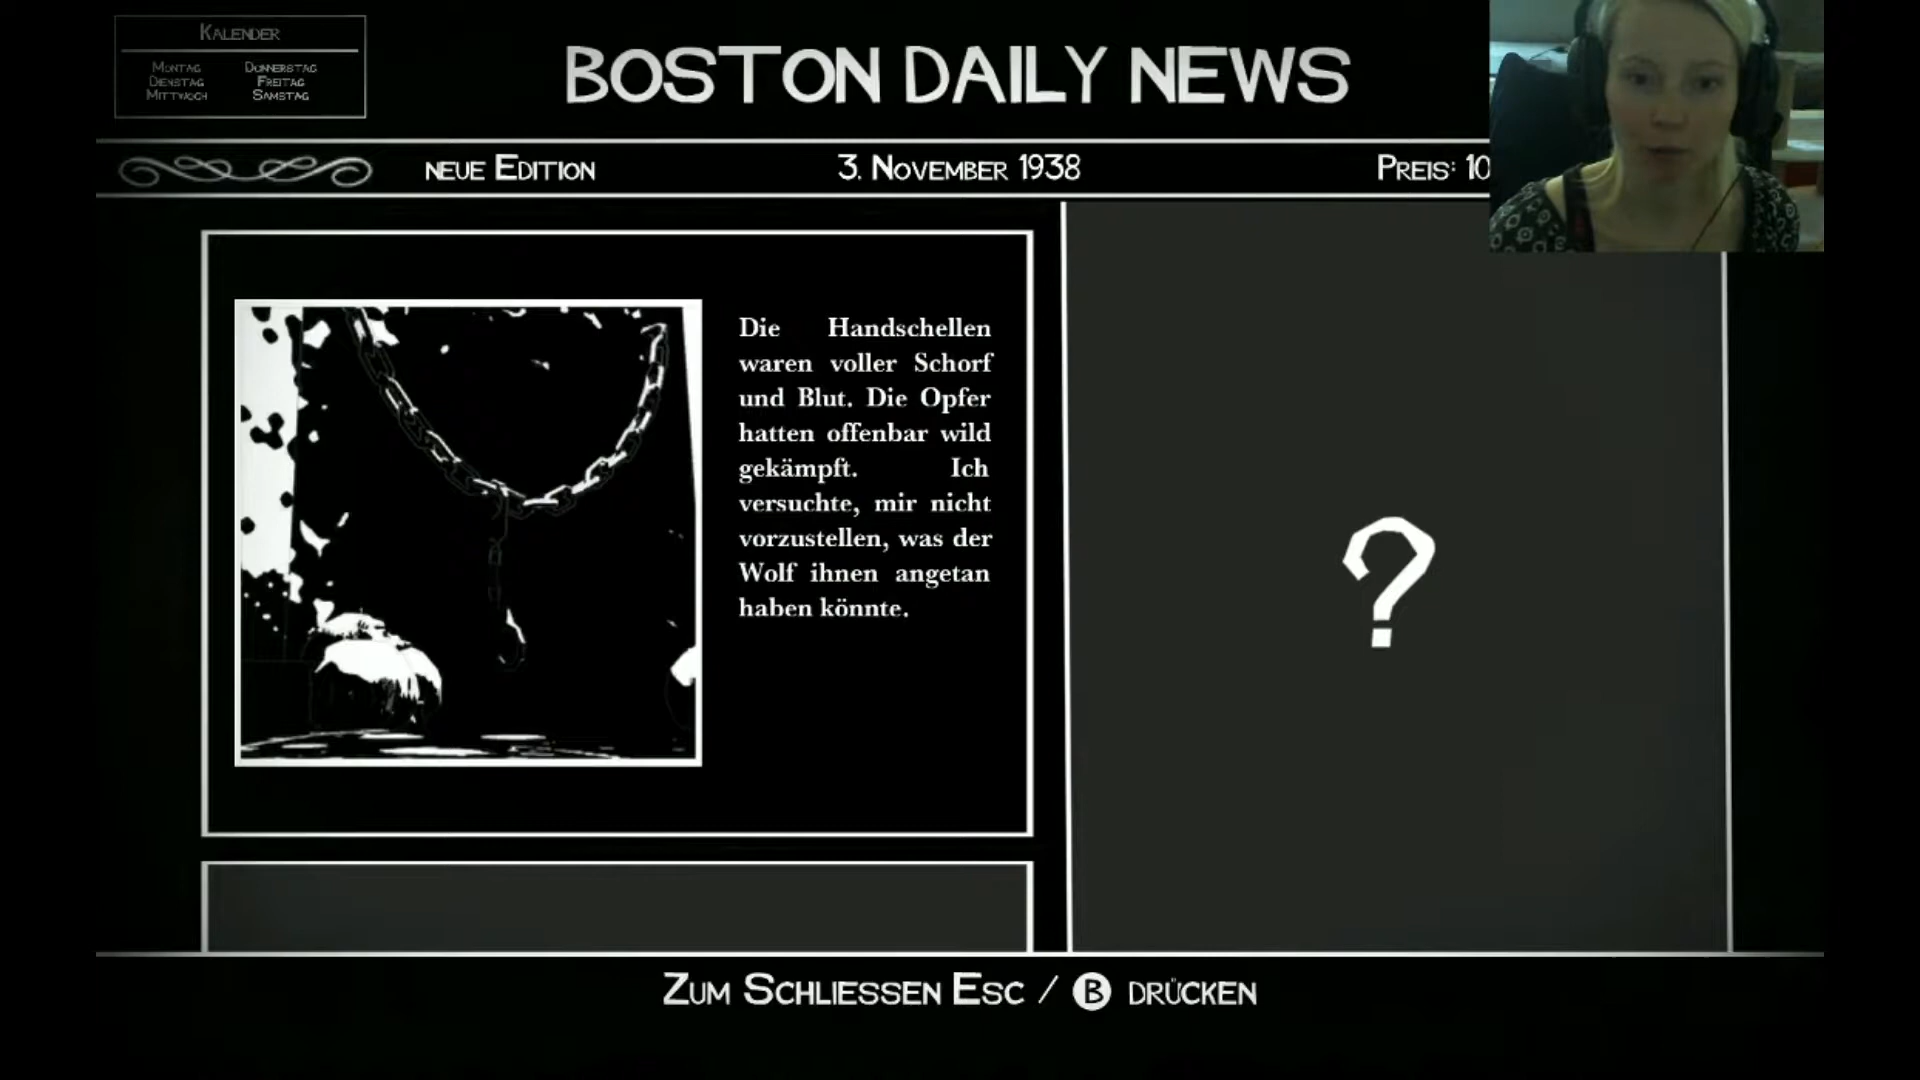 Kalender
Montag Donnerstag
Dienstag Freitag
Mittwoch Samstag
BOSTON DAILY NEWS
neue Edition 3. November 1938 Preis: 10
Die Handschellen
waren voller Schorf
und Blut. Die Opfer
hatten offenbar wild
gekämpft. Ich
versuchte, mir nicht
vorzustellen, was der
Wolf ihnen angetan
haben könnte.
?
Zum Schliessen Esc / B drücken